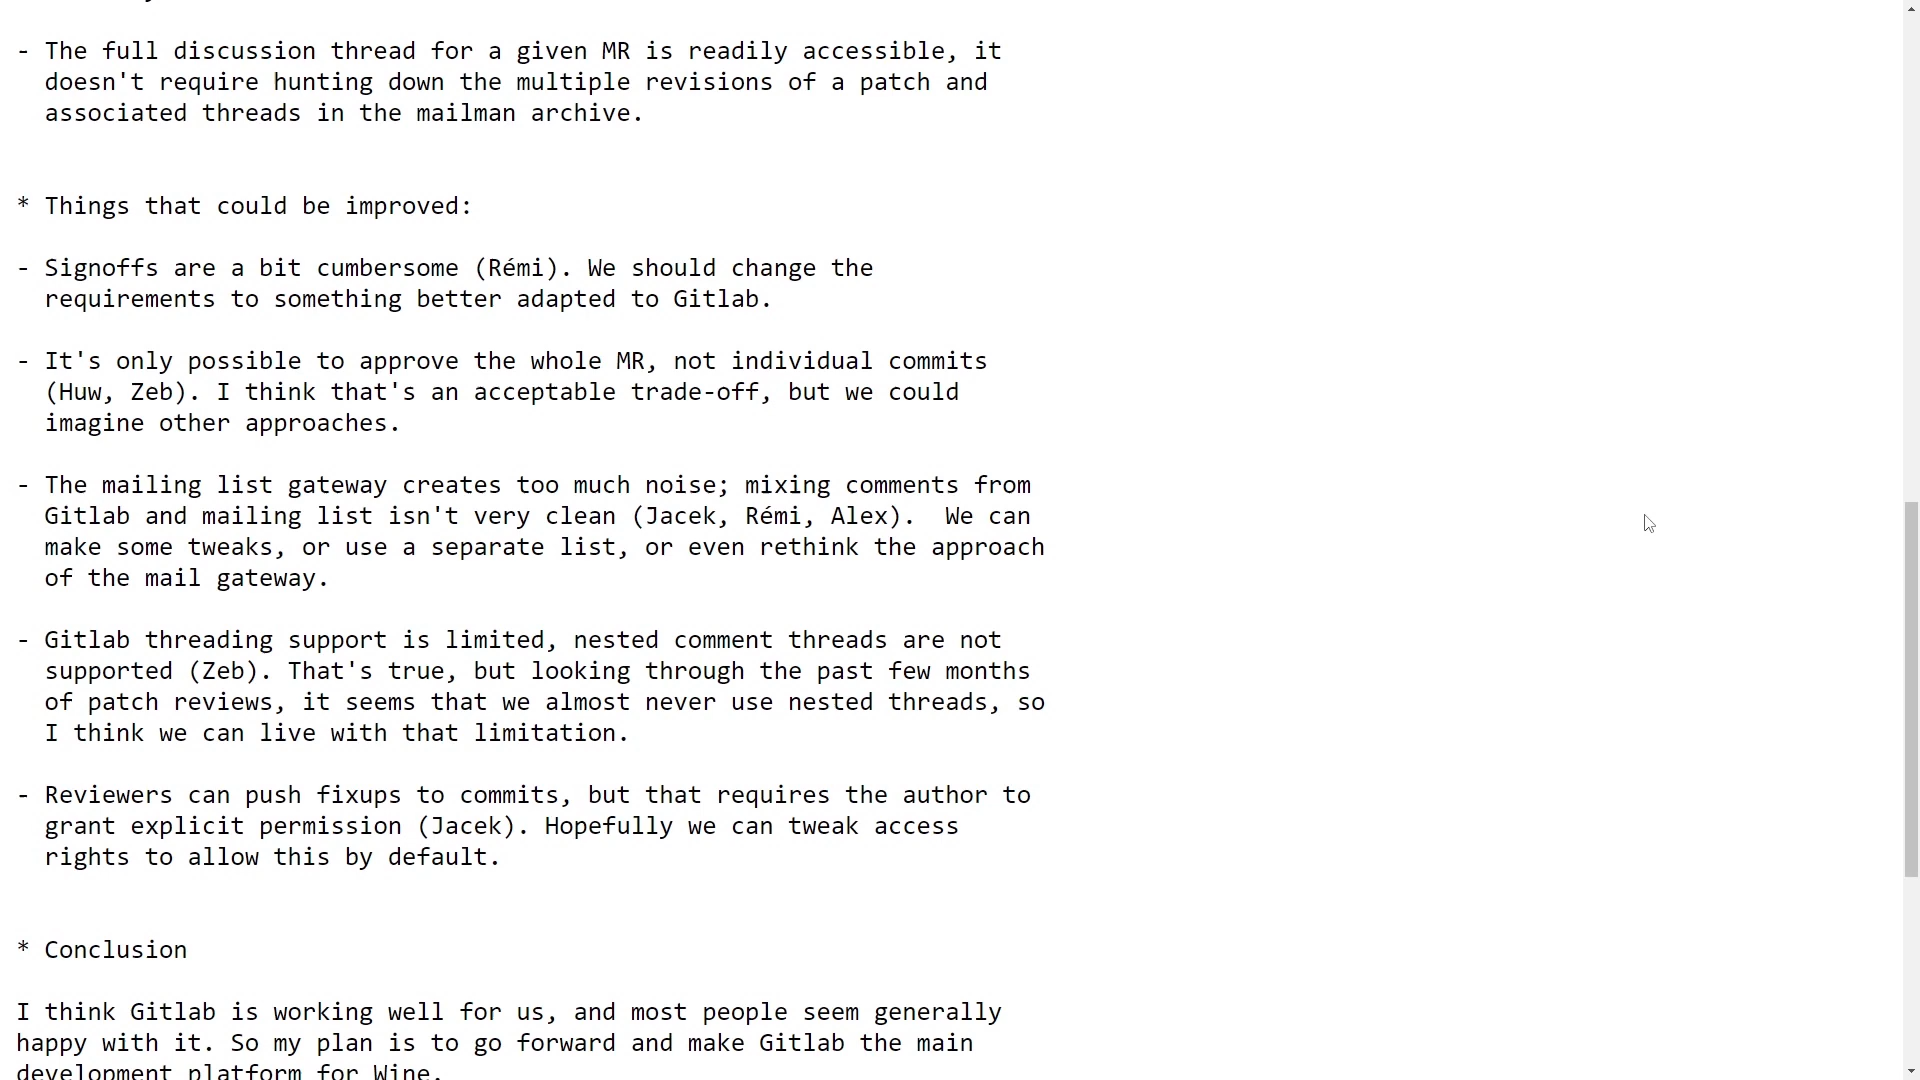 - The full discussion thread for a given MR is readily accessible, it
doesn't require hunting down the multiple revisions of a patch and
associated threads in the mailman archive.
* Things that could be improved:
- Signoffs are a bit cumbersome (Rémi). We should change the
requirements to something better adapted to Gitlab.
- It's only possible to approve the whole MR, not individual commits
(Huw, Zeb). I think that's an acceptable trade-off, but we could
imagine other approaches.
- The mailing list gateway creates too much noise; mixing comments from
Gitlab and mailing list isn't very clean (Jacek, Rémi, Alex).  We can
make some tweaks, or use a separate list, or even rethink the approach
of the mail gateway.
- Gitlab threading support is limited, nested comment threads are not
supported (Zeb). That's true, but looking through the past few months
of patch reviews, it seems that we almost never use nested threads, so
I think we can live with that limitation.
- Reviewers can push fixups to commits, but that requires the author to
grant explicit permission (Jacek). Hopefully we can tweak access
rights to allow this by default.
* Conclusion
I think Gitlab is working well for us, and most people seem generally
happy with it. So my plan is to go forward and make Gitlab the main
development platform for Wine.